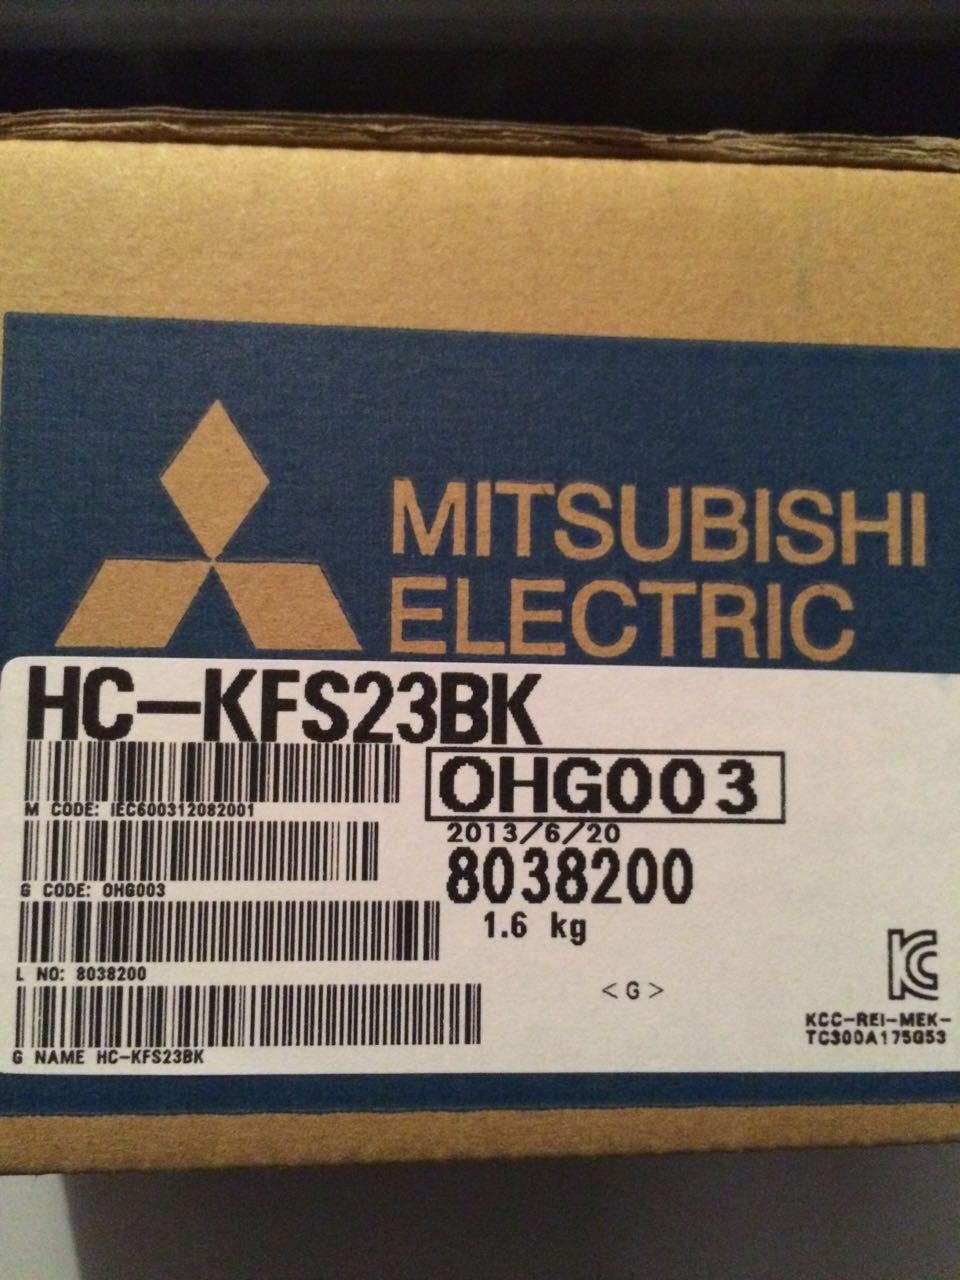 MITSUBISHI
ELECTRIC
HC-KFS23BK
M CODE: IEC600312082001
OHG003
2013/6/20
G CODE: OHG003
8038200
1.6 kg
L NO: 8038200
<G>
G NAME HC-KFS23BK
KC
KCC-REI-MEK-
TC300A175G53